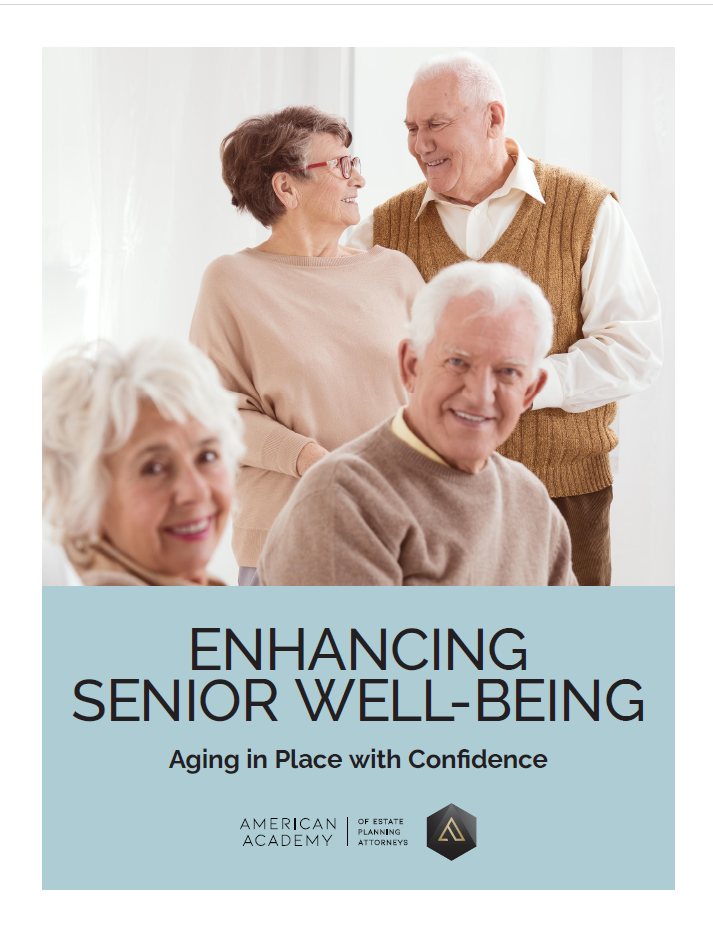 ENHANCING
SENIOR WELL-BEING
Aging in Place with Confidence
AMERICAN
ACADEMY
OF ESTATE
PLANNING
ATTORNEYS